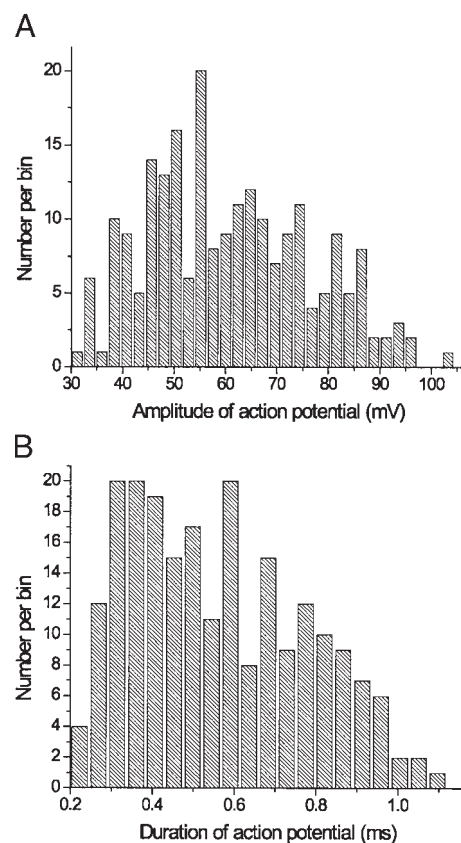 A
20
15
10
5
0
Number per bin
30 40 50 60 70 80 90 100
Amplitude of action potential (mV)
B
20
18
16
14
12
10
8
6
4
2
0
Number per bin
0.2 0.4 0.6 0.8 1.0
Duration of action potential (ms)